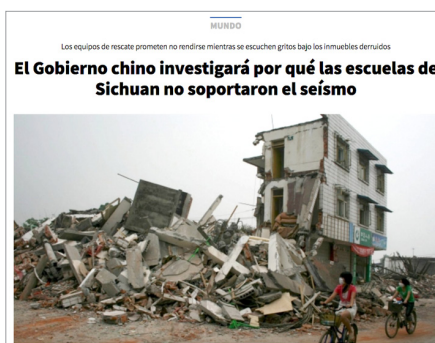 MUNDO
Los equipos de rescate prometen no rendirse mientras se escuchen gritos bajo los inmuebles derruidos
El Gobierno chino investigará por qué las escuelas de
Sichuan no soportaron el seísmo